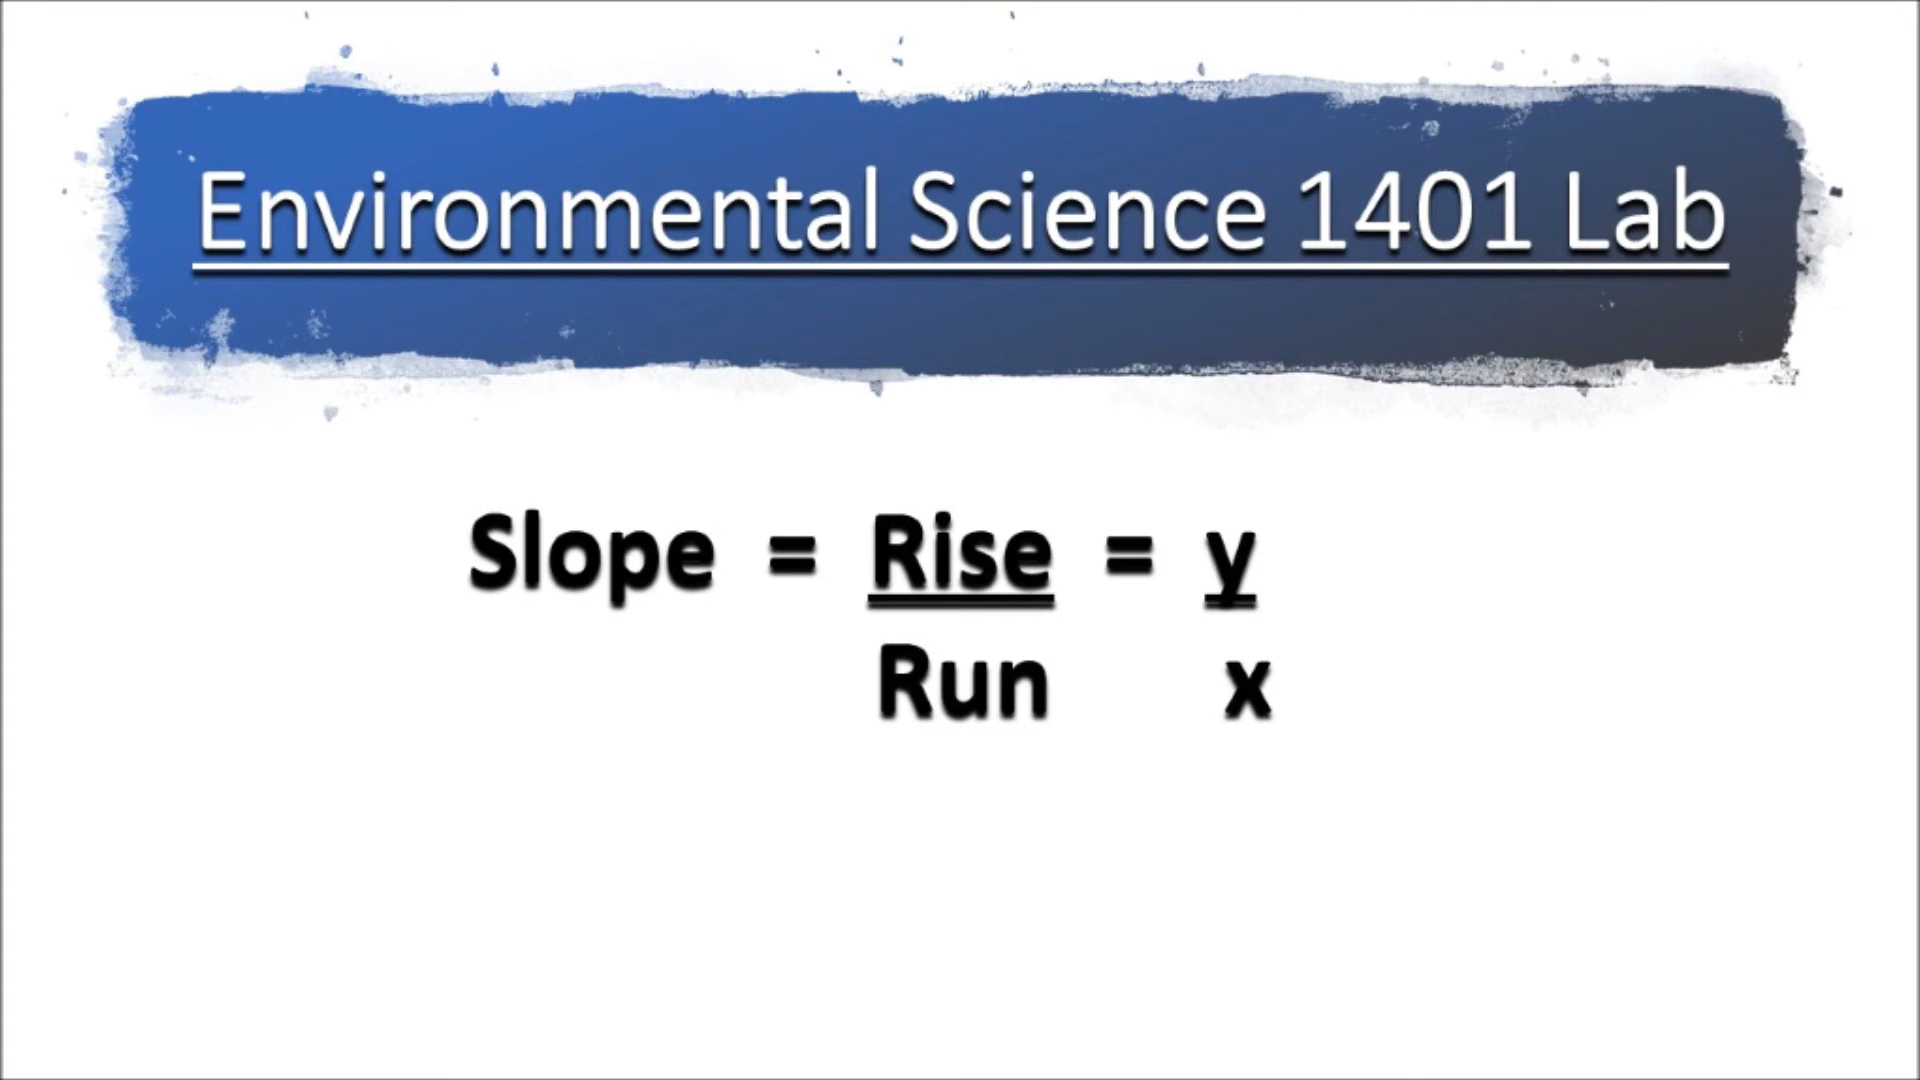 Environmental Science 1401 Lab
Slope = Rise = y
Run x